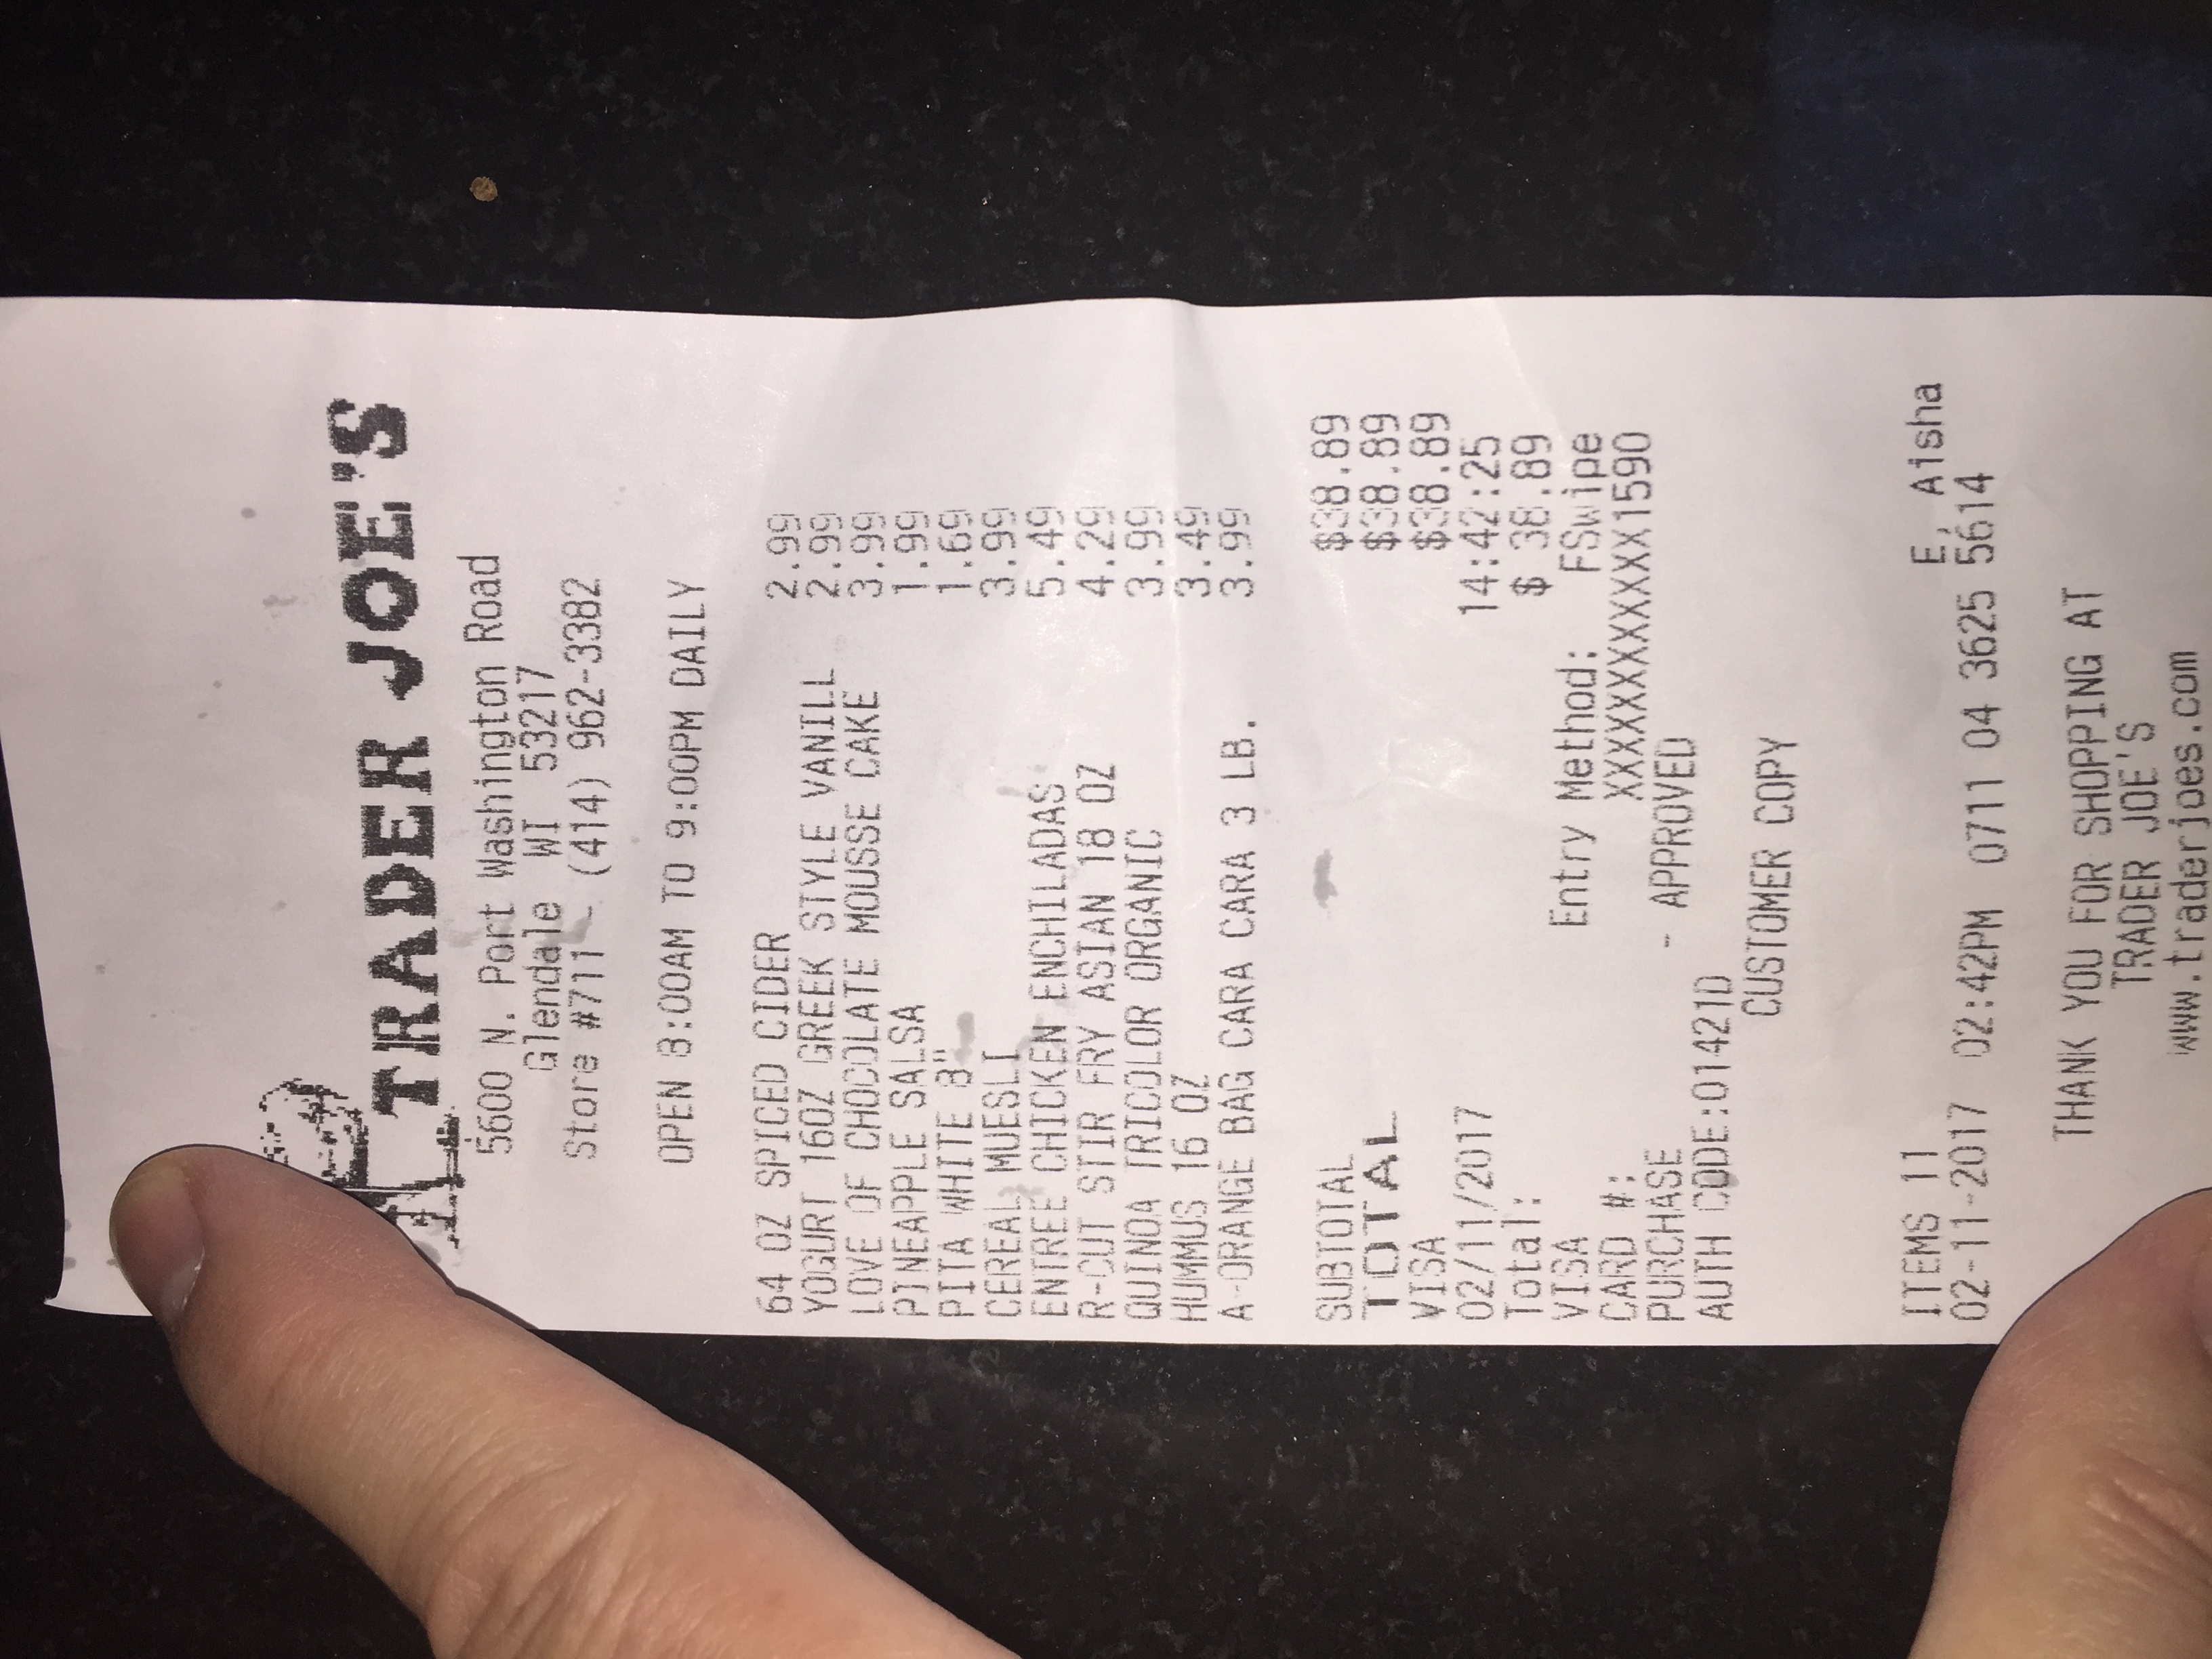 TRADER JOE'S
5600 N. Port Washington Road
Glendale WI 53217
Store #711 - (414) 962-3382
OPEN 8:00AM TO 9:00PM DAILY
64 OZ SPICED CIDER 2.99
YOGURT 16OZ GREEK STYLE VANILL 2.99
LOVE OF CHOCOLATE MOUSSE CAKE 3.99
PINEAPPLE SALSA 1.99
PITA WHITE 8" 1.69
CEREAL MUESLI 3.99
ENTREE CHICKEN ENCHILADAS 5.49
R-CUT STIR FRY ASIAN 18 OZ 4.29
QUINOA TRICOLOR ORGANIC 3.99
HUMMUS 16 OZ 3.49
A-ORANGE BAG CARA CARA 3 LB. 3.99
SUBTOTAL $38.89
TOTAL $38.89
VISA $38.89
02/11/2017 14:42:25
Total: $ 38.89
VISA Entry Method: FSwipe
CARD #: XXXXXXXXXXXX1590
PURCHASE - APPROVED
AUTH CODE:01421D
CUSTOMER COPY
ITEMS 11 E, Aisha
02-11-2017 02:42PM 0711 04 3625 5614
THANK YOU FOR SHOPPING AT
TRADER JOE'S
www.traderjoes.com